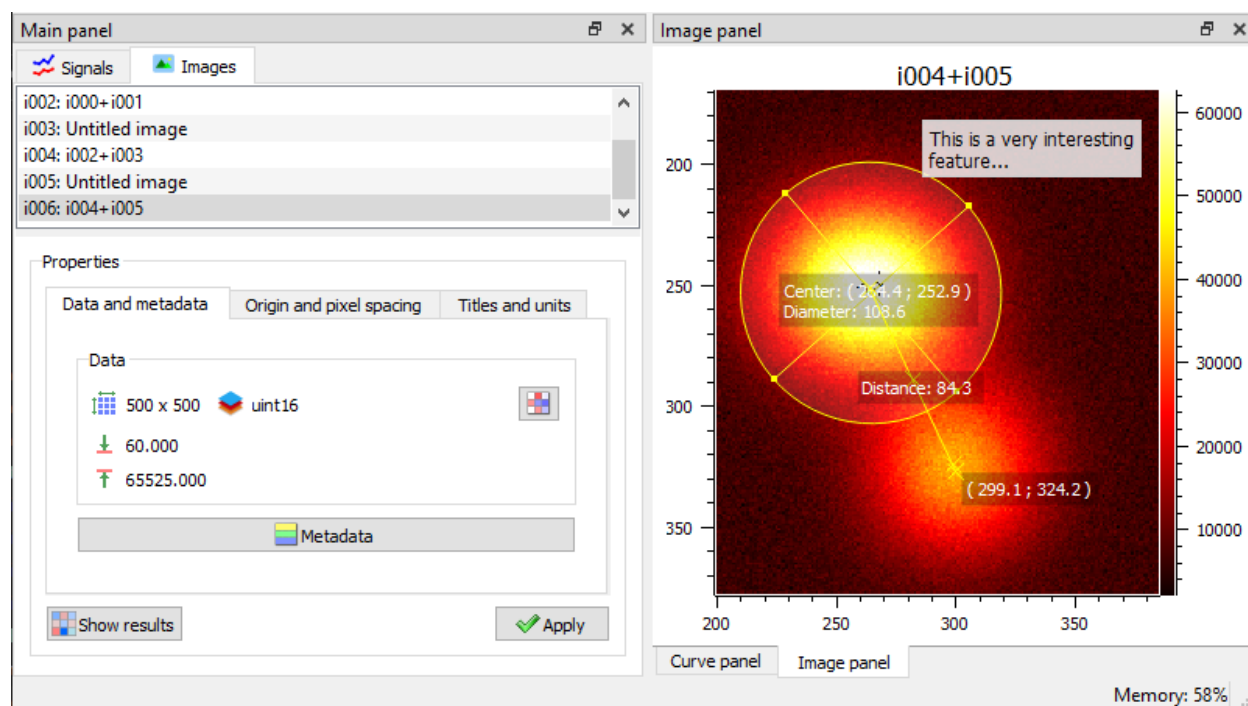 Main panel
Signals
Images
i002: i000+i001
i003: Untitled image
i004: i002+i003
i005: Untitled image
i006: i004+i005
Properties
Data and metadata
Origin and pixel spacing
Titles and units
Data
500 x 500
uint16
60.000
65525.000
Metadata
Show results
Apply
Image panel
i004+i005
This is a very interesting
feature...
Center: ( 264.4 ; 252.9 )
Diameter: 108.6
Distance: 84.3
( 299.1 ; 324.2 )
200
250
300
350
200
250
300
350
60000
50000
40000
30000
20000
10000
Curve panel
Image panel
Memory: 58%